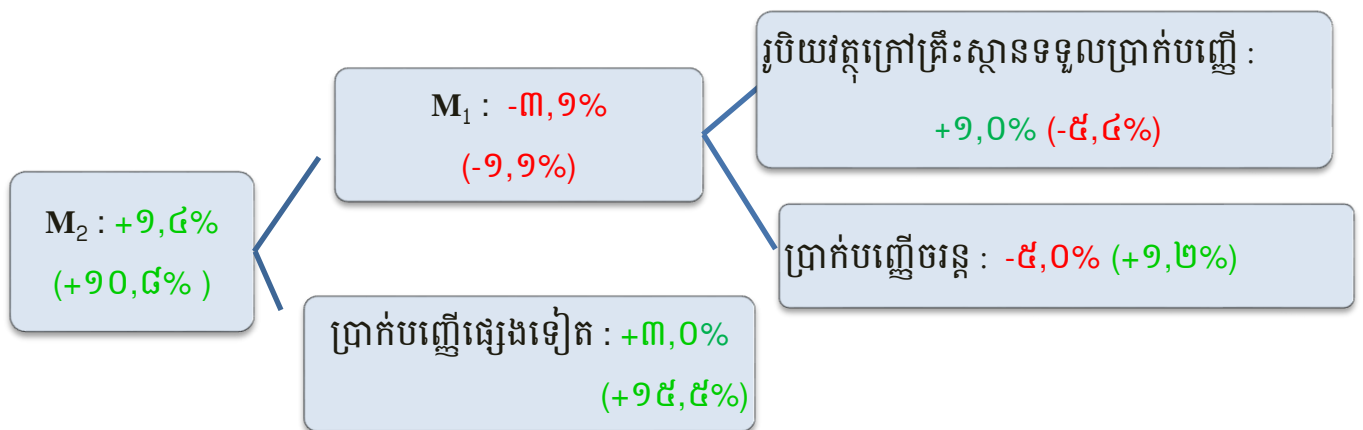 M₂ : +១,៤%
(+១០,៨% )
M₁ : -៣,១%
(-១,១%)
ប្រាក់បញ្ញើផ្សេងទៀត : +៣,០%
(+១៥,៥%)
រូបិយវត្ថុក្រៅគ្រឹះស្ថានទទួលប្រាក់បញ្ញើ :
+១,០% (-៥,៤%)
ប្រាក់បញ្ញើចរន្ត : -៥,០% (+១,២%)